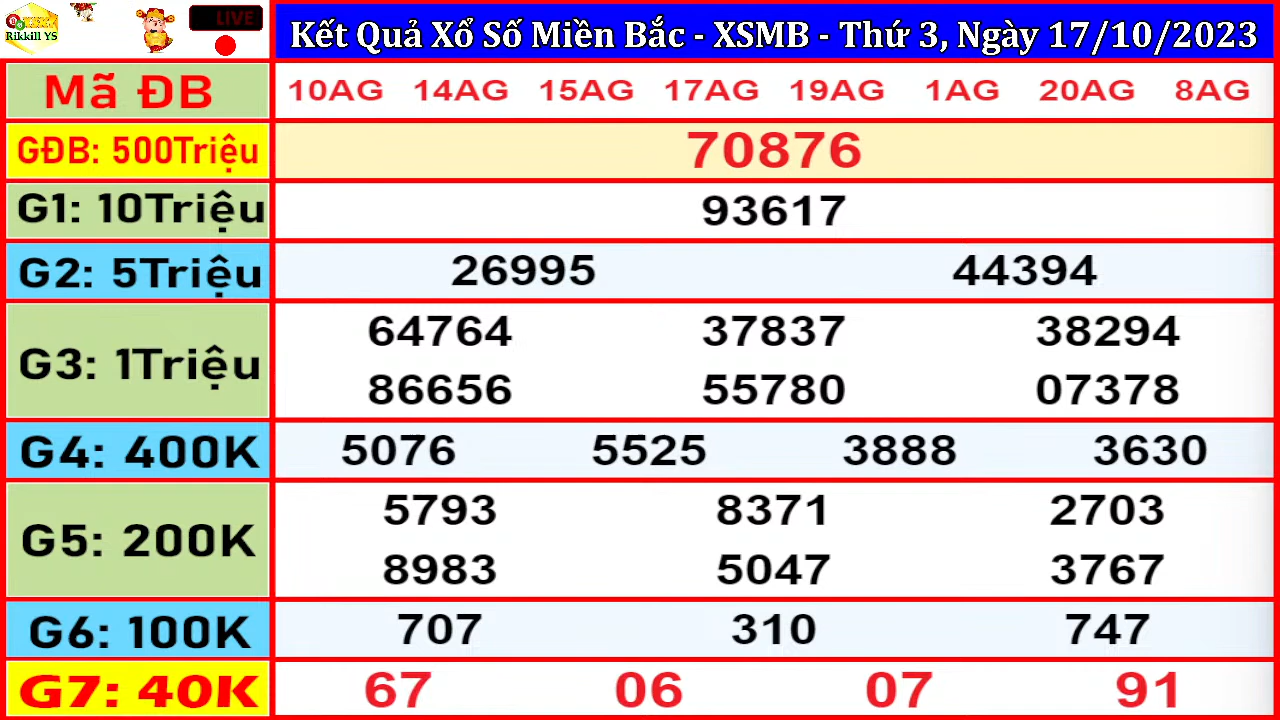 Rikkill YS
LIVE
Kết Quả Xổ Số Miền Bắc - XSMB - Thứ 3, Ngày 17/10/2023
Mã ĐB 10AG 14AG 15AG 17AG 19AG 1AG 20AG 8AG
GĐB: 500Triệu 70876
G1: 10Triệu 93617
G2: 5Triệu 26995 44394
G3: 1Triệu
64764 37837 38294
86656 55780 07378
G4: 400K 5076 5525 3888 3630
G5: 200K
5793 8371 2703
8983 5047 3767
G6: 100K 707 310 747
G7: 40K 67 06 07 91